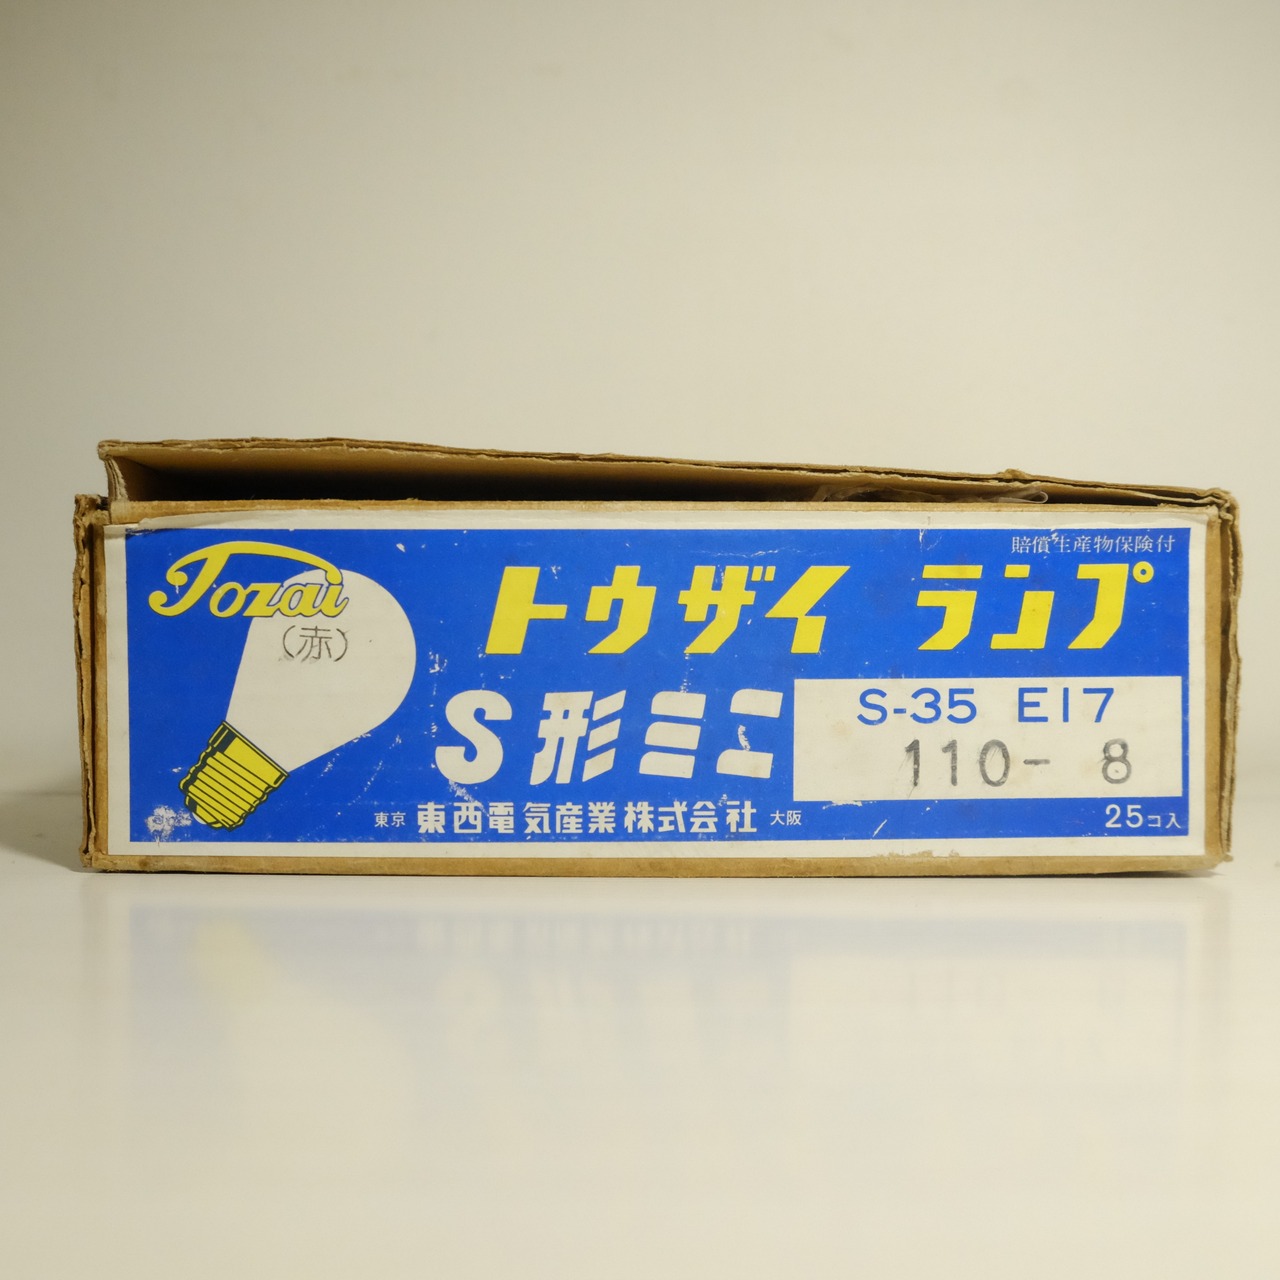 賠償生産物保険付
Tozai
(赤)
トウザイ ランプ
S形ミニ
S-35 E17
110- 8
東京 東西電気産業株式会社 大阪
25コ入